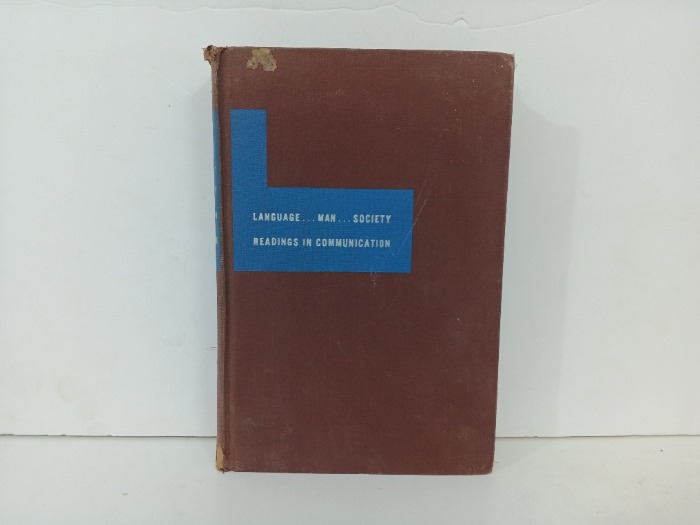 LANGUAGE...MAN...SOCIETY
READINGS IN COMMUNICATION